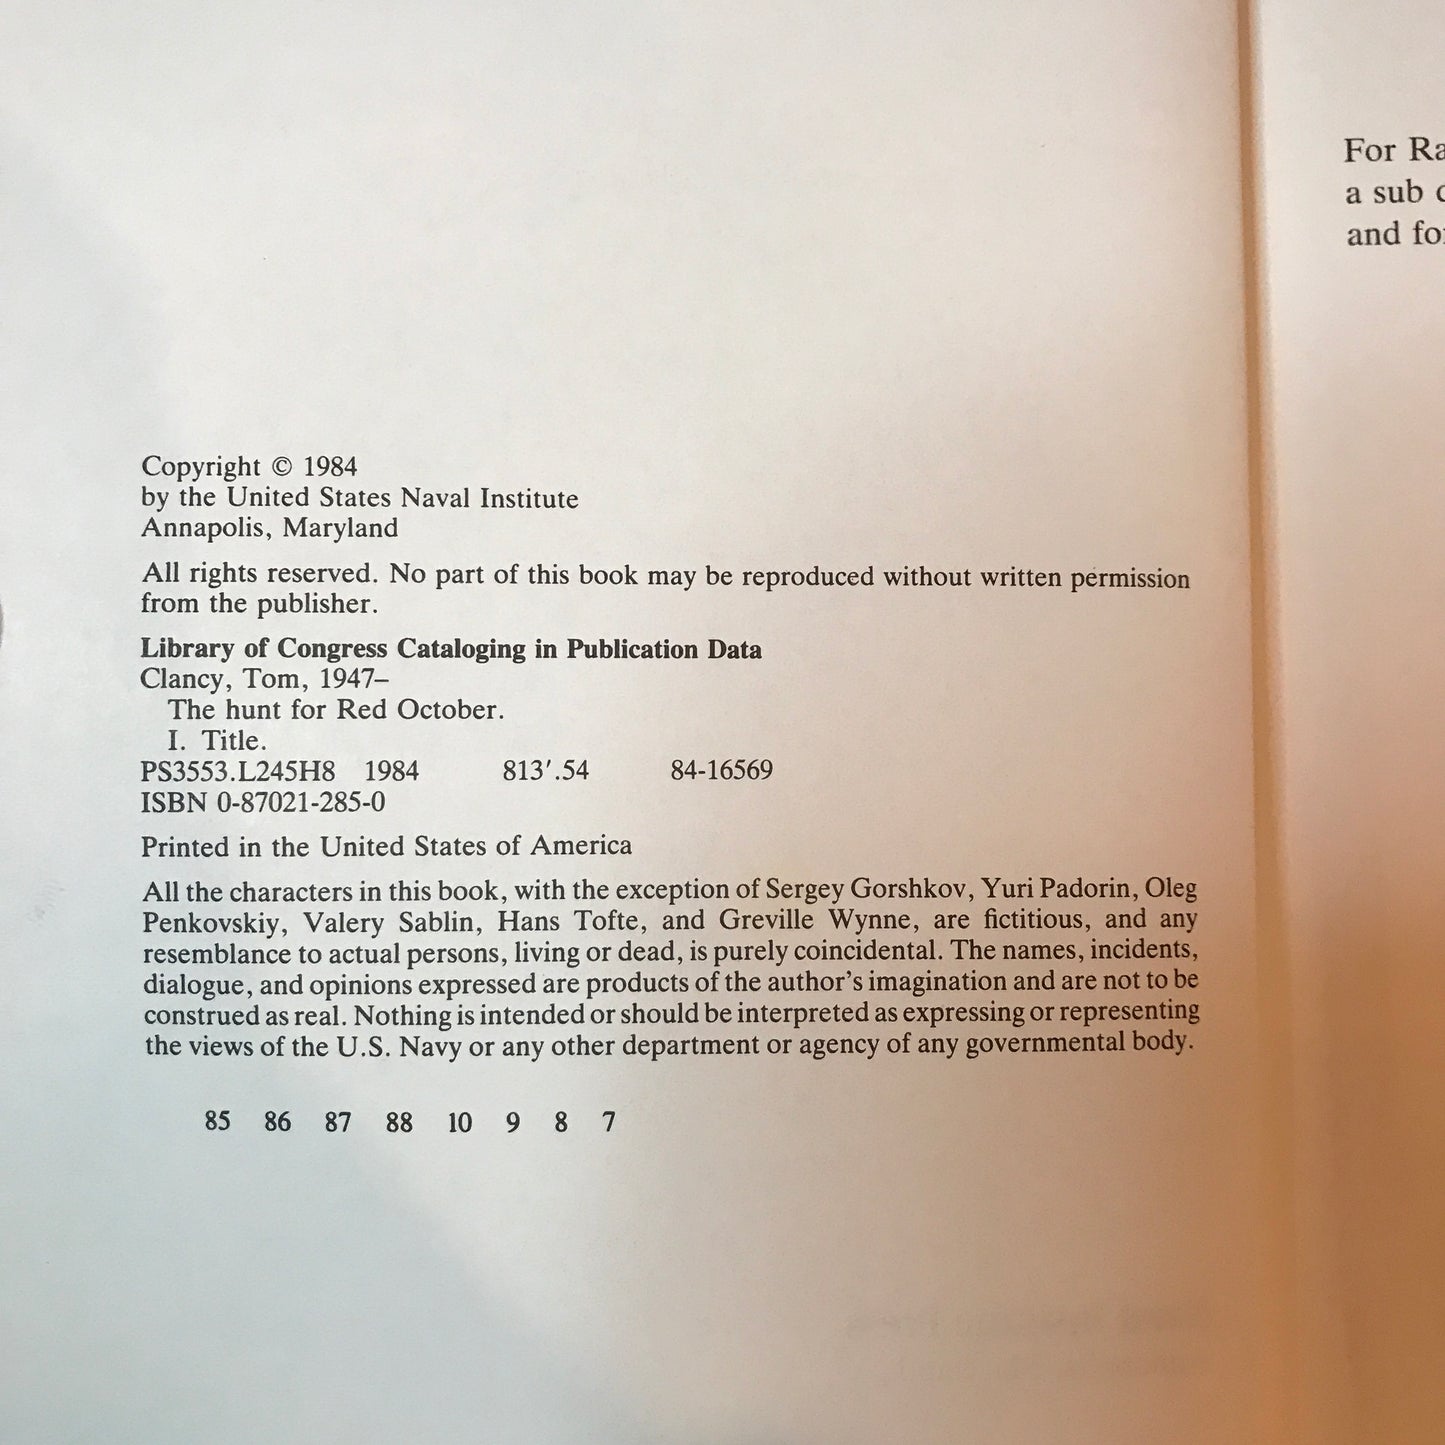 Copyright © 1984
by the United States Naval Institute
Annapolis, Maryland
All rights reserved. No part of this book may be reproduced without written permission
from the publisher.
Library of Congress Cataloging in Publication Data
Clancy, Tom, 1947–
The hunt for Red October.
I. Title.
PS3553.L245H8 1984 813′.54 84-16569
ISBN 0-87021-285-0
Printed in the United States of America
All the characters in this book, with the exception of Sergey Gorshkov, Yuri Padorin, Oleg
Penkovskiy, Valery Sablin, Hans Tofte, and Greville Wynne, are fictitious, and any
resemblance to actual persons, living or dead, is purely coincidental. The names, incidents,
dialogue, and opinions expressed are products of the author's imagination and are not to be
construed as real. Nothing is intended or should be interpreted as expressing or representing
the views of the U.S. Navy or any other department or agency of any governmental body.
85 86 87 88 10 9 8 7
For
a sub
and